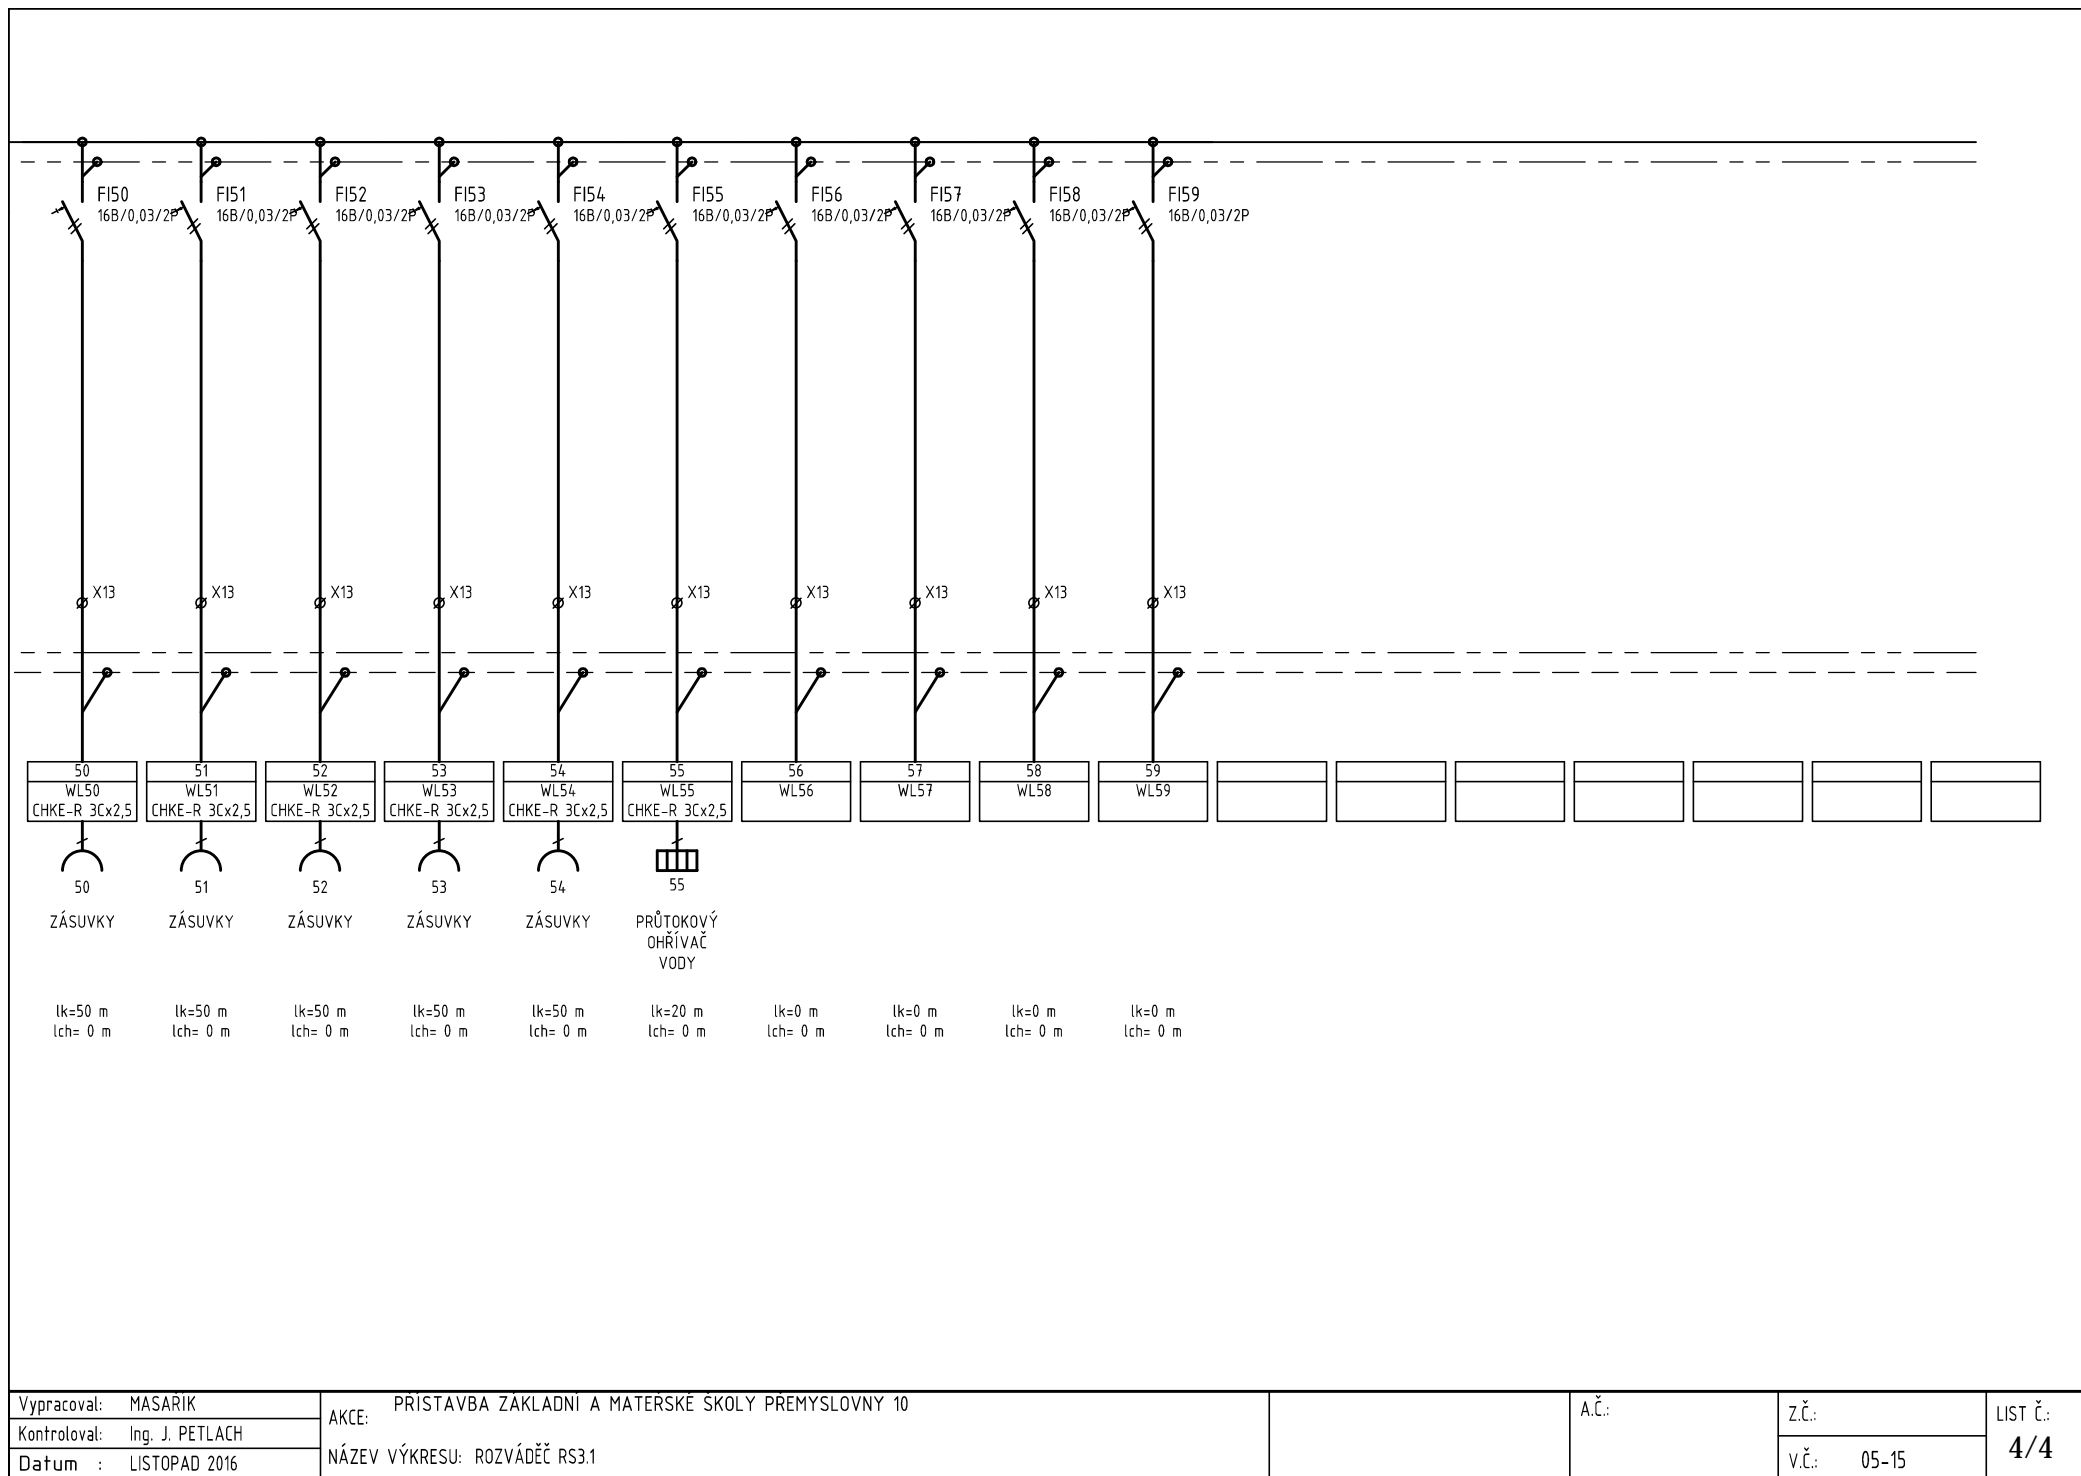 FI50 FI51 FI52 FI53 FI54 FI55 FI56 FI57 FI58 FI59
16B/0,03/2P 16B/0,03/2P 16B/0,03/2P 16B/0,03/2P 16B/0,03/2P 16B/0,03/2P 16B/0,03/2P 16B/0,03/2P 16B/0,03/2P 16B/0,03/2P
X13 X13 X13 X13 X13 X13 X13 X13 X13 X13
50 51 52 53 54 55 56 57 58 59
WL50 WL51 WL52 WL53 WL54 WL55 WL56 WL57 WL58 WL59
CHKE-R 3Cx2,5 CHKE-R 3Cx2,5 CHKE-R 3Cx2,5 CHKE-R 3Cx2,5 CHKE-R 3Cx2,5 CHKE-R 3Cx2,5
50 51 52 53 54 55
ZÁSUVKY ZÁSUVKY ZÁSUVKY ZÁSUVKY ZÁSUVKY PRŮTOKOVÝ
OHŘÍVAČ
VODY
lk=50 m lk=50 m lk=50 m lk=50 m lk=50 m lk=20 m lk=0 m lk=0 m lk=0 m lk=0 m
lch= 0 m lch= 0 m lch= 0 m lch= 0 m lch= 0 m lch= 0 m lch= 0 m lch= 0 m lch= 0 m lch= 0 m
Vypracoval: MASAŘÍK
Kontroloval: Ing. J. PETLACH
Datum : LISTOPAD 2016
AKCE: PŘÍSTAVBA ZÁKLADNÍ A MATEŘSKÉ ŠKOLY PŘEMYSLOVNY 10
NÁZEV VÝKRESU: ROZVÁDĚČ RS3.1
A.Č.:
Z.Č.:
V.Č.: 05-15
LIST Č.:
4/4